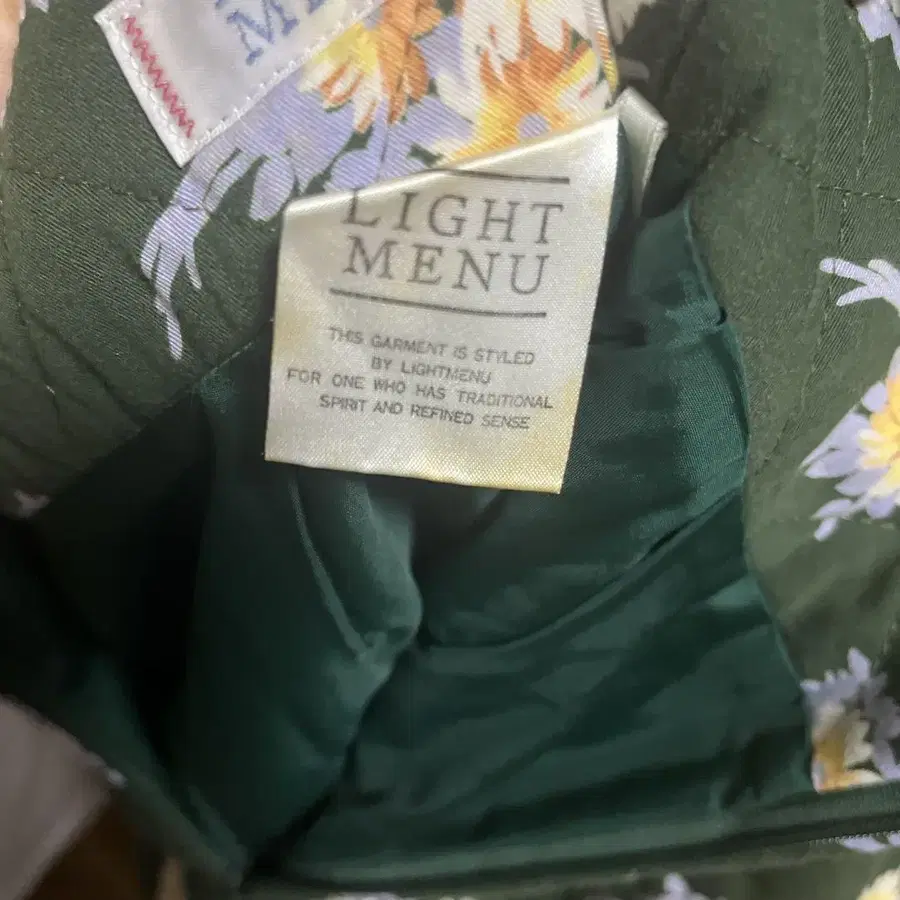 LIGHT
MENU
THIS GARMENT IS STYLED
BY LIGHTMENU
FOR ONE WHO HAS TRADITIONAL
SPIRIT AND REFINED SENSE